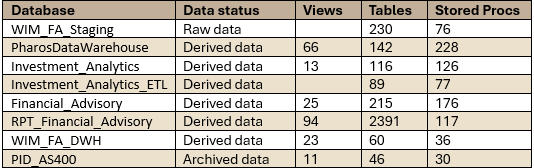 Database Data status Views Tables Stored Procs
WIM_FA_Staging Raw data 230 76
PharosDataWarehouse Derived data 66 142 228
Investment_Analytics Derived data 13 116 126
Investment_Analytics_ETL Derived data 89 77
Financial_Advisory Derived data 25 215 176
RPT_Financial_Advisory Derived data 94 2391 117
WIM_FA_DWH Derived data 23 60 36
PID_AS400 Archived data 11 46 30